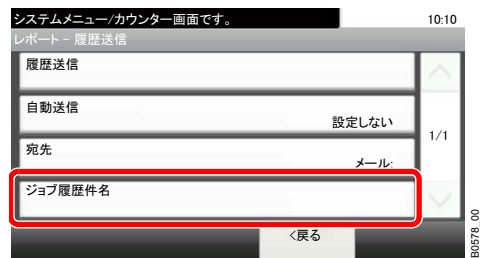 システムメニュー/カウンター画面です。
10:10
レポート - 履歴送信
履歴送信
自動送信
設定しない
1/1
宛先
メール:
ジョブ履歴件名
<戻る
B0578_00